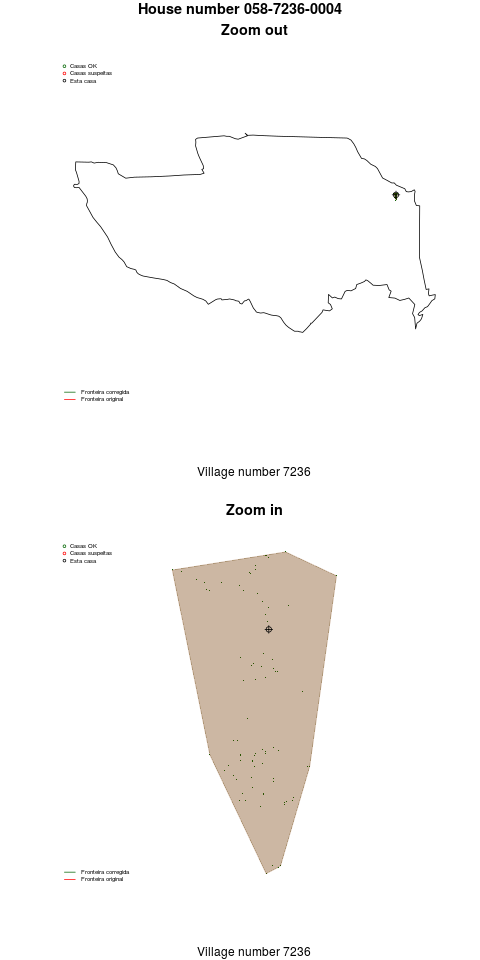 House number 058-7236-0004
Zoom out
Casas OK
Casas suspeitas
Esta casa
Fronteira corregida
Fronteira original
Village number 7236
Zoom in
Casas OK
Casas suspeitas
Esta casa
Fronteira corregida
Fronteira original
Village number 7236